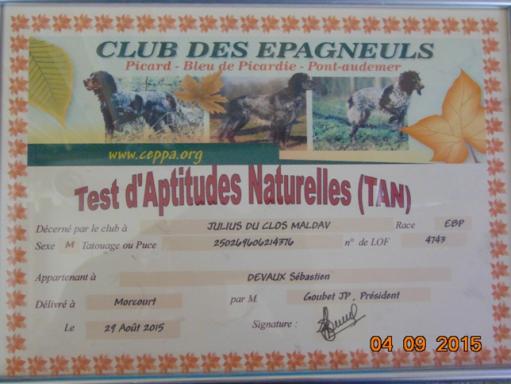 CLUB DES EPAGNEULS
Picard - Bleu de Picardie - Pont-audemer
www.ceppa.org
Test d'Aptitudes Naturelles (TAN)
Décerné par le club à JULIUS DU CLOS MALDAV Race EBP
Sexe M Tatouage ou Puce 250269606214376 n° de LOF 4743
Appartenant à DEVAUX Sébastien
Délivré à Morcourt par M. Goubet JP, Président
Le 29 Août 2015 Signature :
04 09 2015